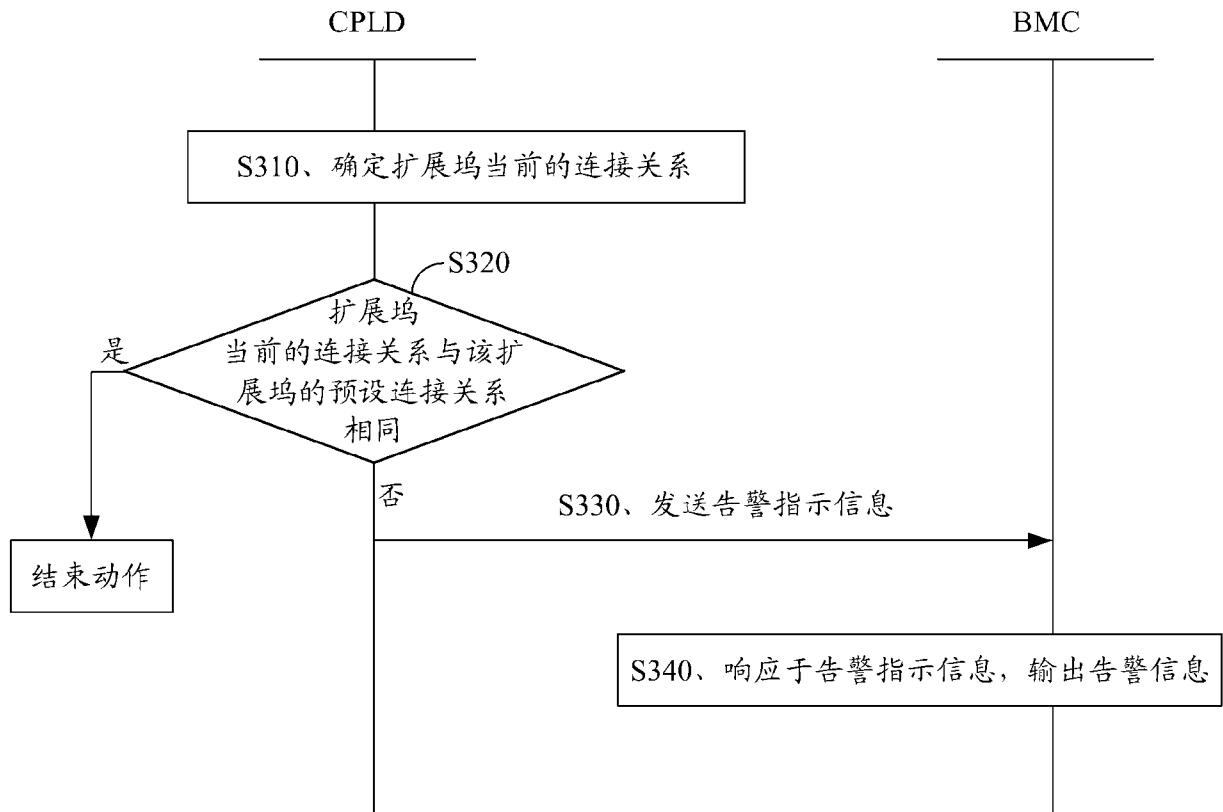 CPLD
BMC
S310、确定扩展坞当前的连接关系
S320
扩展坞
当前的连接关系与该扩
展坞的预设连接关系
相同
是
否
S330、发送告警指示信息
结束动作
S340、响应于告警指示信息，输出告警信息